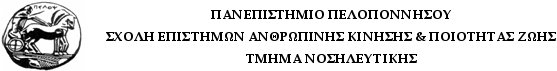 ΠΑΝΕΠΙΣΤΗΜΙΟ ΠΕΛΟΠΟΝΝΗΣΟΥ
ΣΧΟΛΗ ΕΠΙΣΤΗΜΩΝ ΑΝΘΡΩΠΙΝΗΣ ΚΙΝΗΣΗΣ & ΠΟΙΟΤΗΤΑΣ ΖΩΗΣ
ΤΜΗΜΑ ΝΟΣΗΛΕΥΤΙΚΗΣ